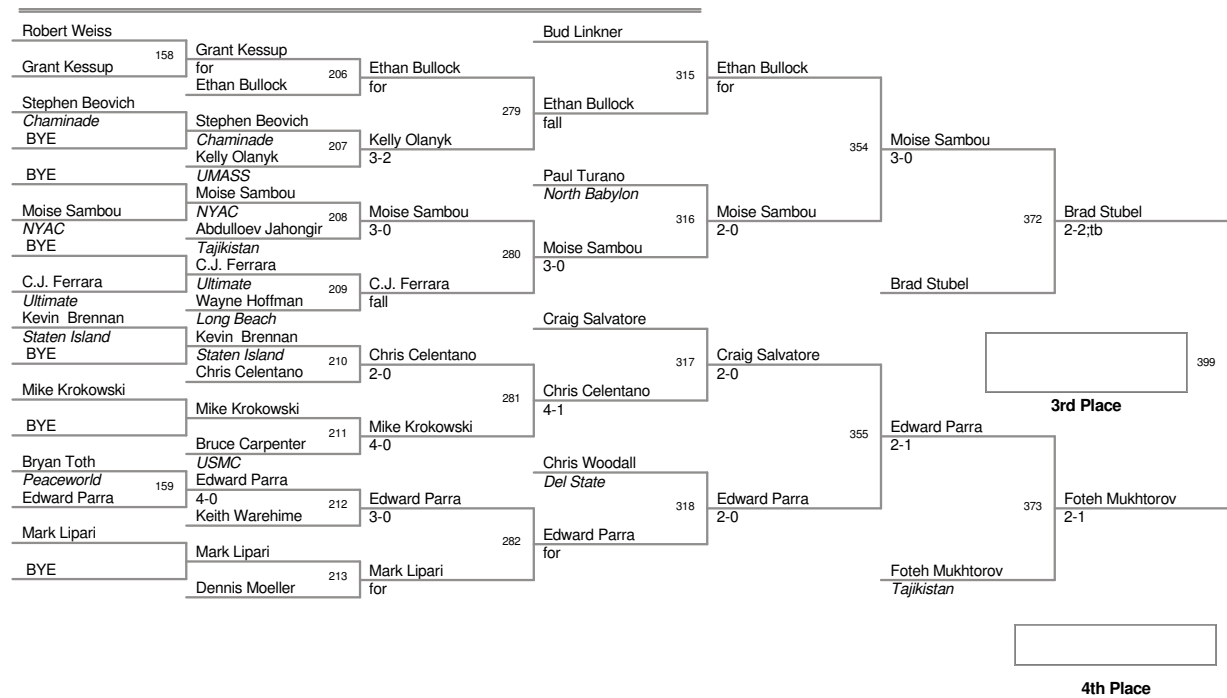 Robert Weiss
158
Grant Kessup
Stephen Beovich
Chaminade
BYE
BYE
Moise Sambou
NYAC
BYE
C.J. Ferrara
Ultimate
Kevin Brennan
Staten Island
BYE
Mike Krokowski
BYE
Bryan Toth
Peaceworld
159
Edward Parra
Mark Lipari
BYE
Grant Kessup
for
206
Ethan Bullock
Stephen Beovich
Chaminade
207
Kelly Olanyk
UMASS
Moise Sambou
NYAC
208
Abdulloev Jahongir
Tajikistan
C.J. Ferrara
Ultimate
209
Wayne Hoffman
Long Beach
Kevin Brennan
Staten Island
210
Chris Celentano
Mike Krokowski
211
Bruce Carpenter
USMC
Edward Parra
4-0
212
Keith Warehime
Mark Lipari
213
Dennis Moeller
Ethan Bullock
for
279
Kelly Olanyk
3-2
Moise Sambou
3-0
280
C.J. Ferrara
fall
Chris Celentano
2-0
281
Mike Krokowski
4-0
Edward Parra
3-0
282
Mark Lipari
for
Bud Linkner
315
Ethan Bullock
fall
Paul Turano
North Babylon
316
Moise Sambou
3-0
Craig Salvatore
317
Chris Celentano
4-1
Chris Woodall
Del State
318
Edward Parra
for
Ethan Bullock
for
354
Moise Sambou
2-0
Craig Salvatore
2-0
355
Edward Parra
2-0
Moise Sambou
3-0
372
Brad Stubel
Edward Parra
2-1
373
Foteh Mukhtorov
Tajikistan
Brad Stubel
2-2;tb
399
3rd Place
Foteh Mukhtorov
2-1
4th Place